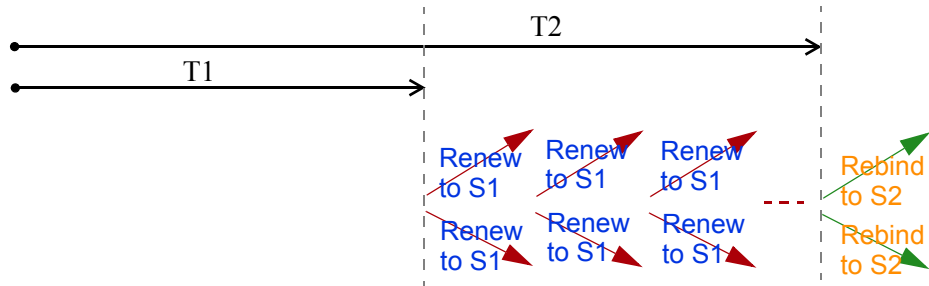 T2
T1
Renew
to S1
Renew
to S1
Renew
to S1
Rebind
to S2
Renew
to S1
Renew
to S1
Renew
to S1
Rebind
to S2